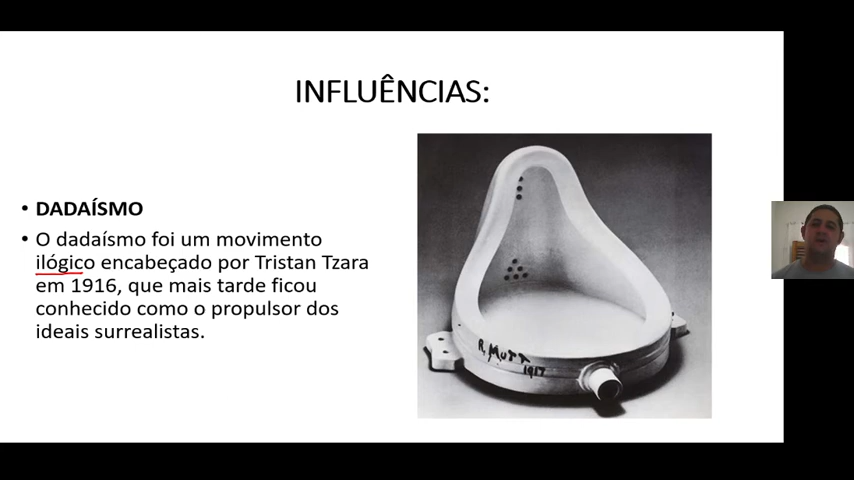 INFLUÊNCIAS:
• DADAÍSMO
• O dadaísmo foi um movimento
ilógico encabeçado por Tristan Tzara
em 1916, que mais tarde ficou
conhecido como o propulsor dos
ideais surrealistas.
R. MUTT
1917